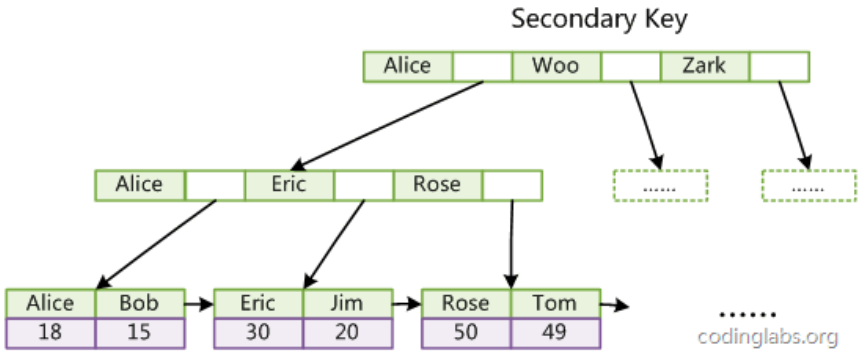 Secondary Key
Alice Woo Zark
Alice Eric Rose ...... ......
Alice Bob Eric Jim Rose Tom
18 15 30 20 50 49
......
codinglabs.org